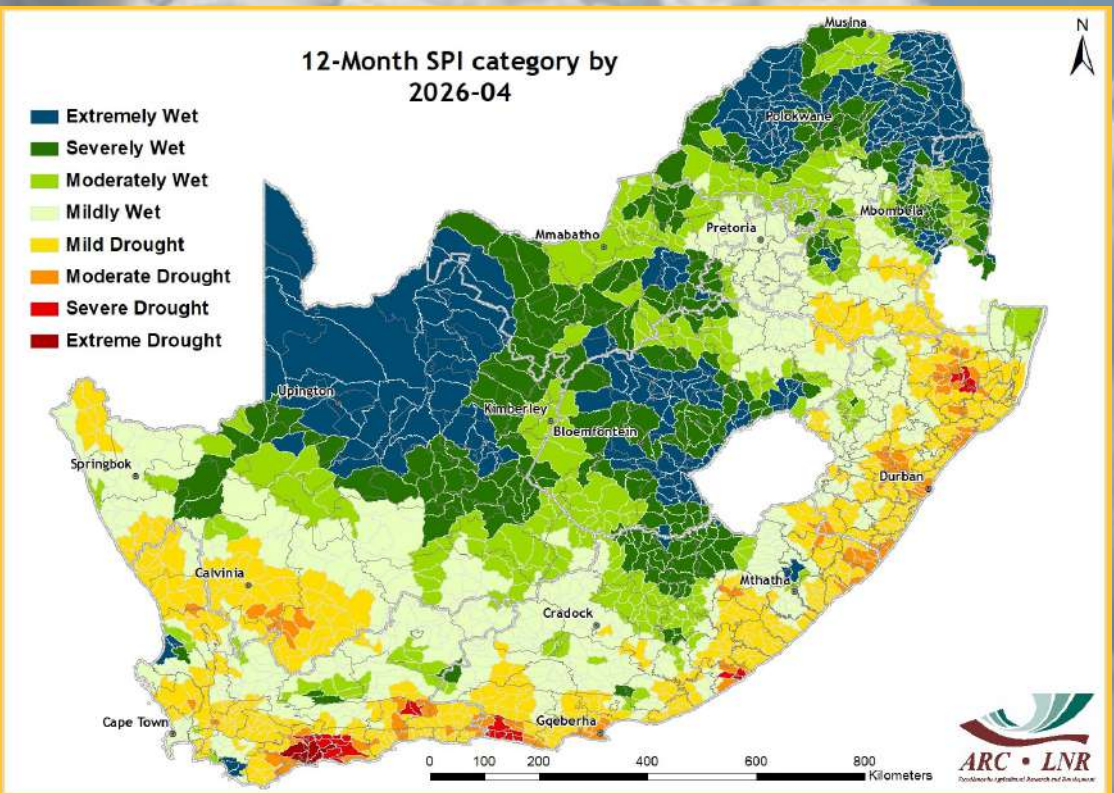 12-Month SPI category by
2026-04
N
Extremely Wet
Severely Wet
Moderately Wet
Mildly Wet
Mild Drought
Moderate Drought
Severe Drought
Extreme Drought
Musina
Polokwane
Mbombela
Pretoria
Mmabatho
Upington
Kimberley
Bloemfontein
Springbok
Durban
Calvinia
Mthatha
Cradock
Cape Town
Gqeberha
0 100 200 400 600 800
Kilometers
ARC • LNR